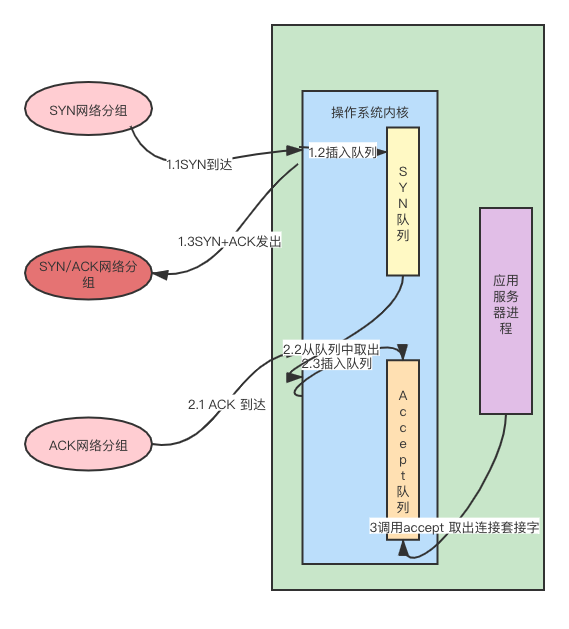 操作系统内核
SYN网络分组
1.1SYN到达
1.2插入队列
S
Y
N
队
列
1.3SYN+ACK发出
SYN/ACK网络分
组
应用
服务
器进
程
2.2从队列中取出
2.3插入队列
2.1 ACK 到达
ACK网络分组
A
c
c
e
p
t
队
列
3调用accept 取出连接套接字